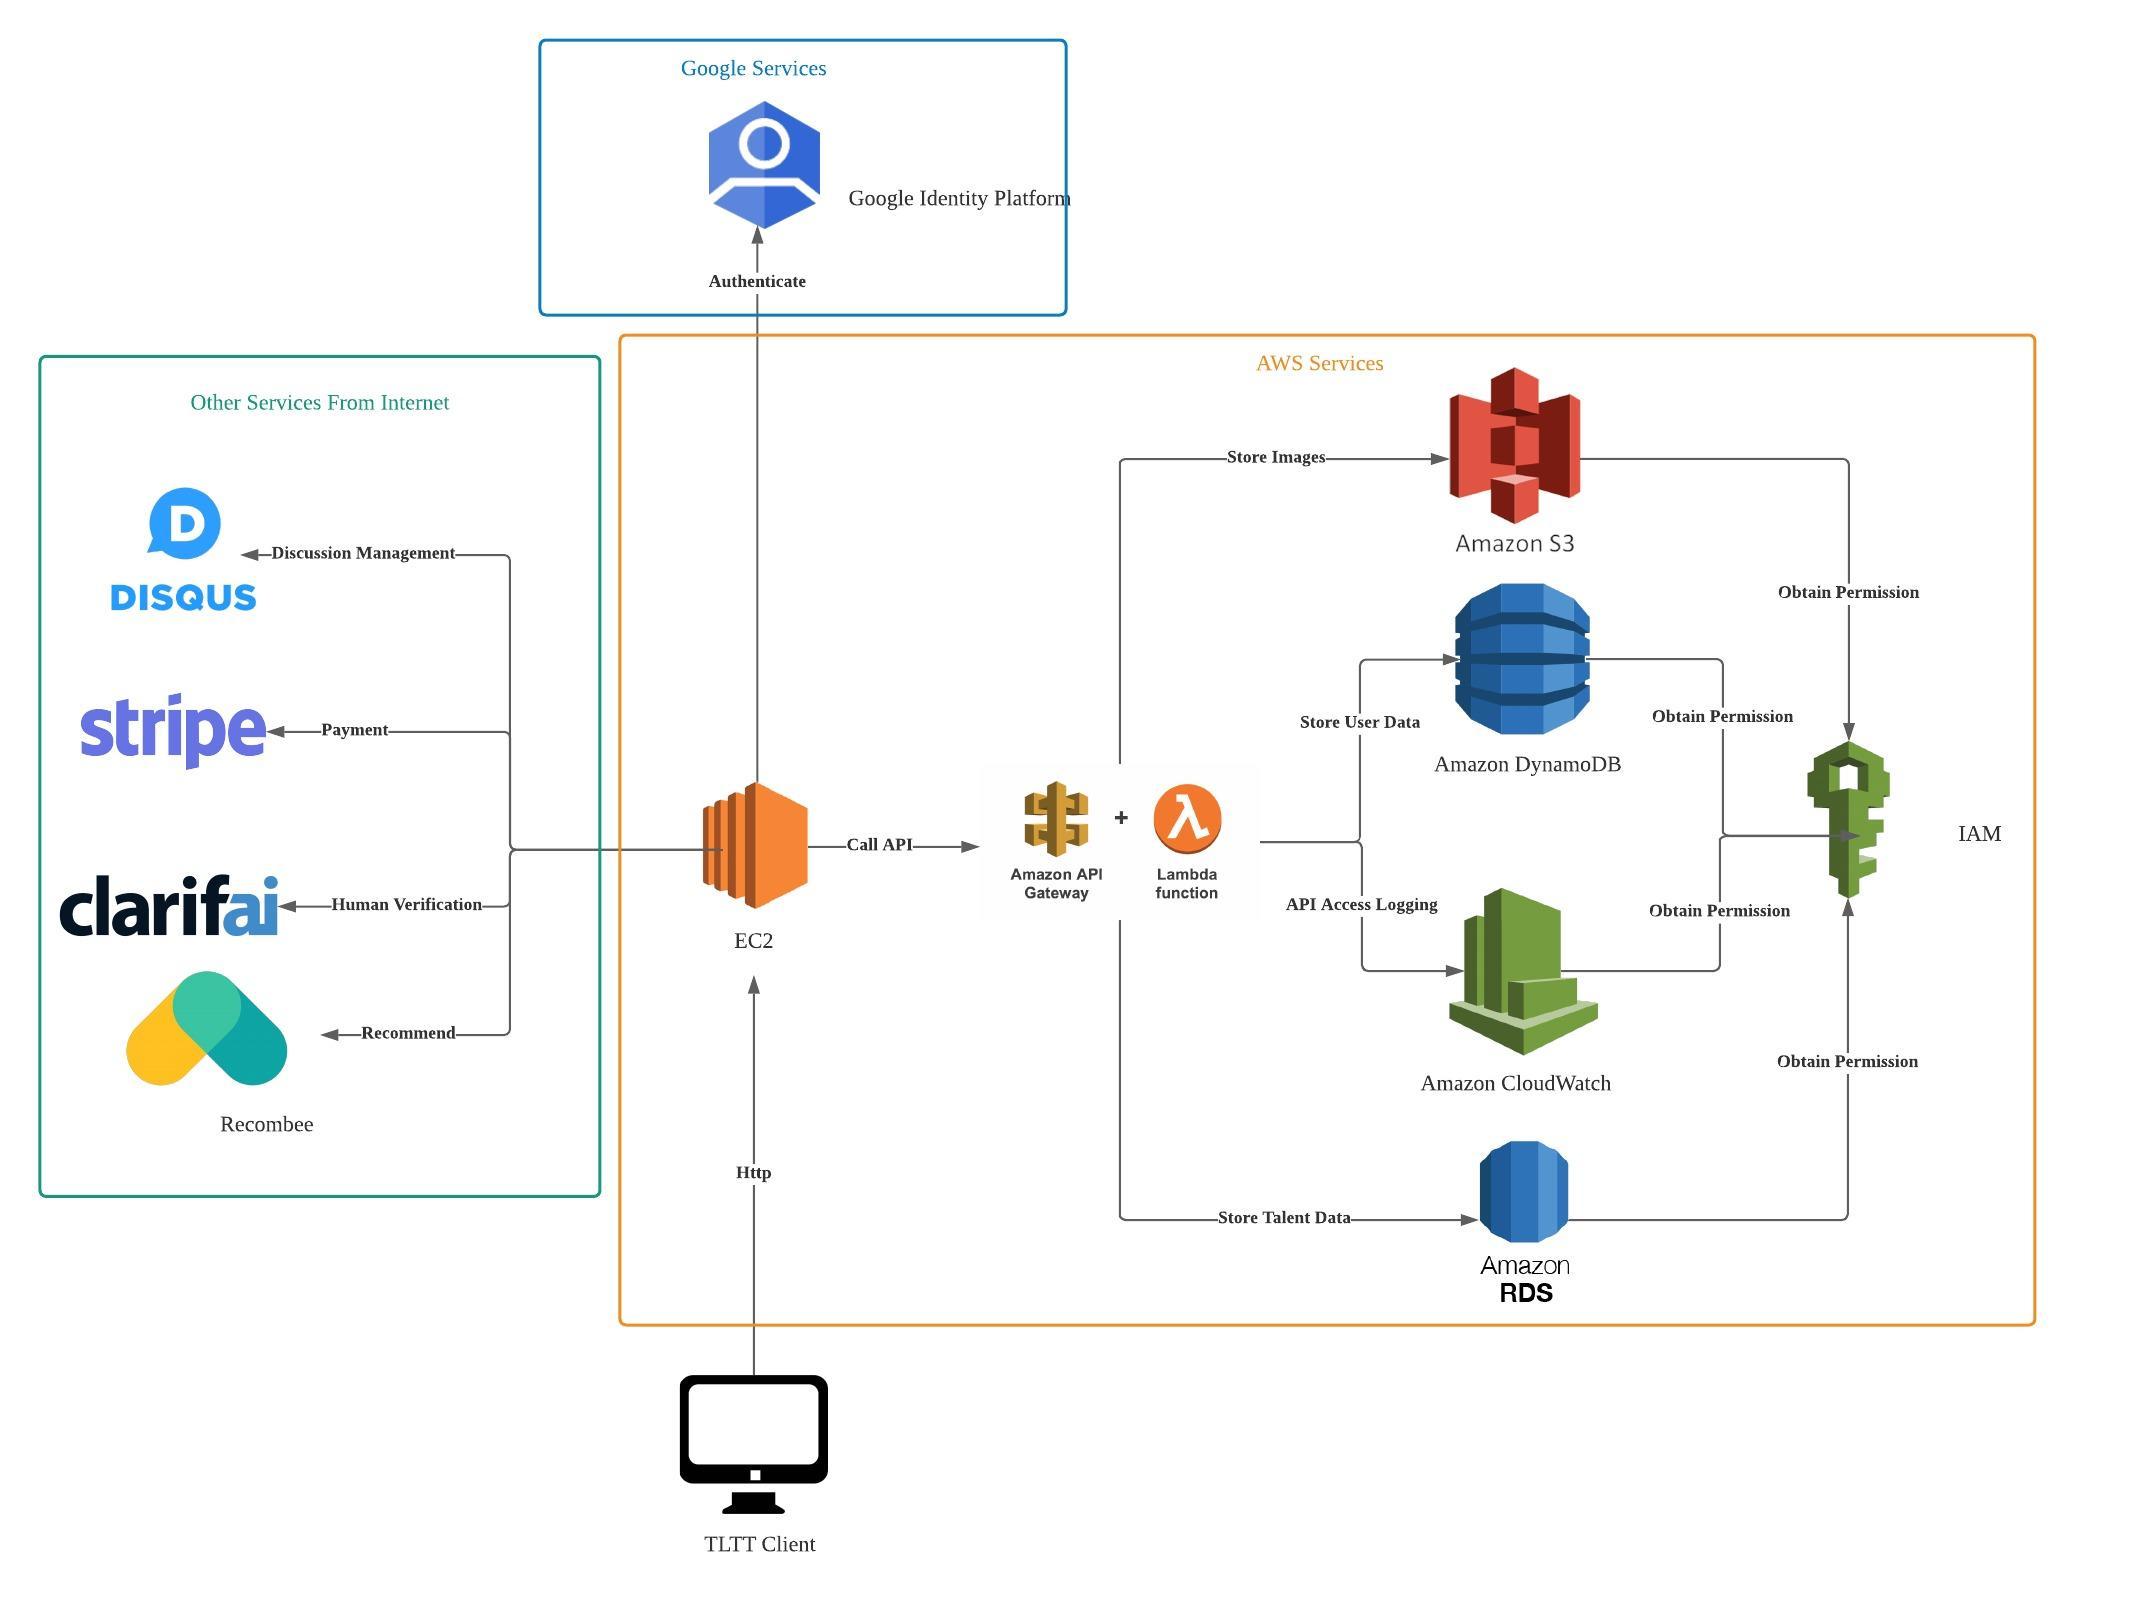 Google Services
Google Identity Platform
Authenticate
AWS Services
Other Services From Internet
Store Images
Amazon S3
D
Discussion Management
DISQUS
Obtain Permission
stripe
Payment
Store User Data
Obtain Permission
Amazon DynamoDB
+
λ
Call API
Amazon API
Gateway
Lambda
function
IAM
clarifai
Human Verification
EC2
API Access Logging
Obtain Permission
Recommend
Amazon CloudWatch
Obtain Permission
Recombee
Http
Store Talent Data
Amazon
RDS
TLTT Client